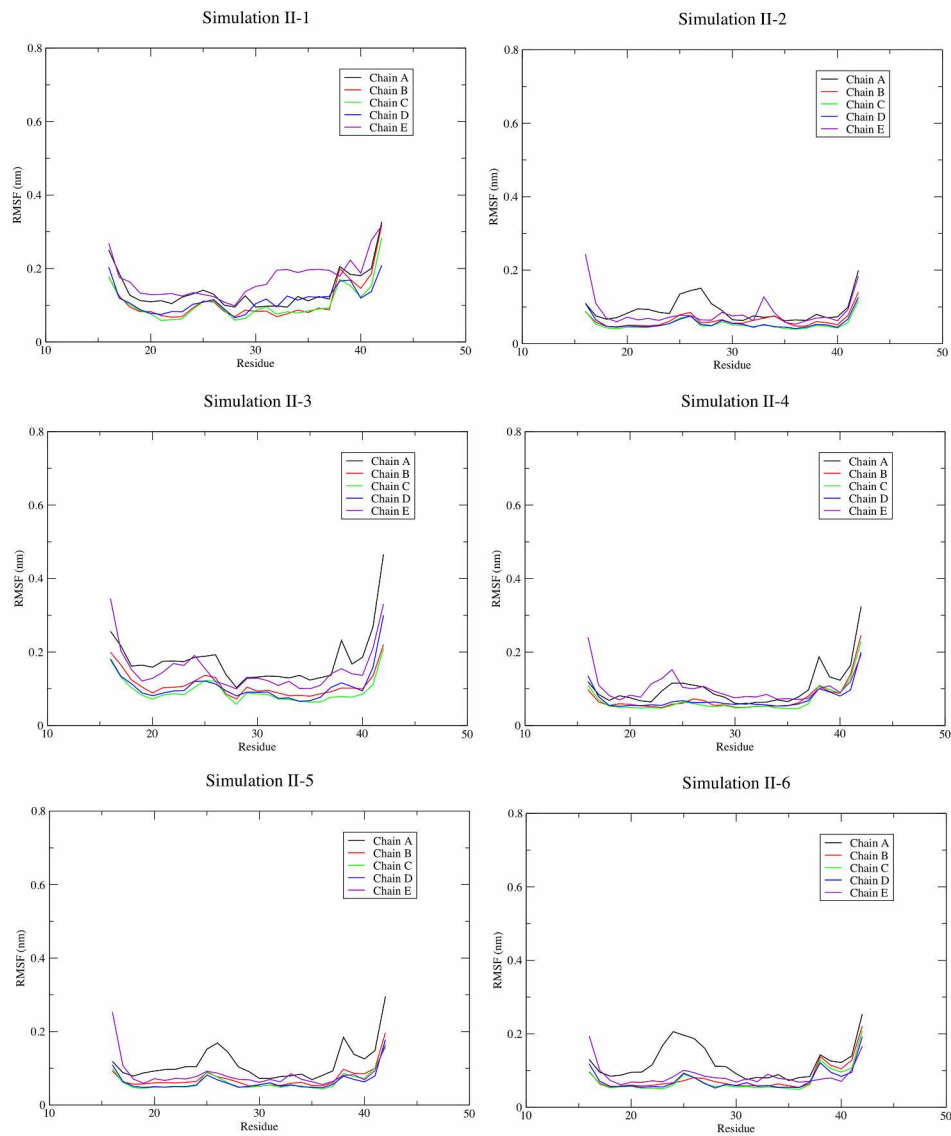 Simulation II-1
0.8
0.6
0.4
0.2
0
RMSF (nm)
10
20
30
40
50
Residue
Chain A
Chain B
Chain C
Chain D
Chain E
Simulation II-2
0.8
0.6
0.4
0.2
0
RMSF (nm)
10
20
30
40
50
Residue
Chain A
Chain B
Chain C
Chain D
Chain E
Simulation II-3
0.8
0.6
0.4
0.2
0
RMSF (nm)
10
20
30
40
50
Residue
Chain A
Chain B
Chain C
Chain D
Chain E
Simulation II-4
0.8
0.6
0.4
0.2
0
RMSF (nm)
10
20
30
40
50
Residue
Chain A
Chain B
Chain C
Chain D
Chain E
Simulation II-5
0.8
0.6
0.4
0.2
0
RMSF (nm)
10
20
30
40
50
Residue
Chain A
Chain B
Chain C
Chain D
Chain E
Simulation II-6
0.8
0.6
0.4
0.2
0
RMSF (nm)
10
20
30
40
50
Residue
Chain A
Chain B
Chain C
Chain D
Chain E